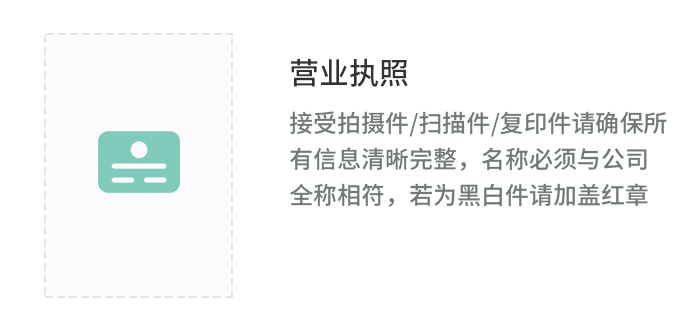 营业执照
接受拍摄件/扫描件/复印件请确保所
有信息清晰完整，名称必须与公司
全称相符，若为黑白件请加盖红章